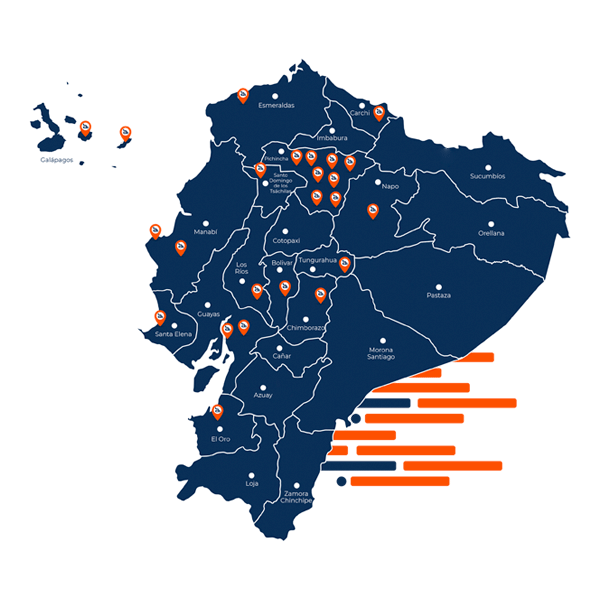 Esmeraldas
Carchi
Imbabura
Galápagos
Pichincha
Santo
Domingo
de los
Tsáchilas
Napo
Sucumbíos
Manabí
Cotopaxi
Orellana
Los
Ríos
Bolívar
Tungurahua
Pastaza
Guayas
Santa Elena
Chimborazo
Cañar
Morona
Santiago
Azuay
El Oro
Loja
Zamora
Chinchipe